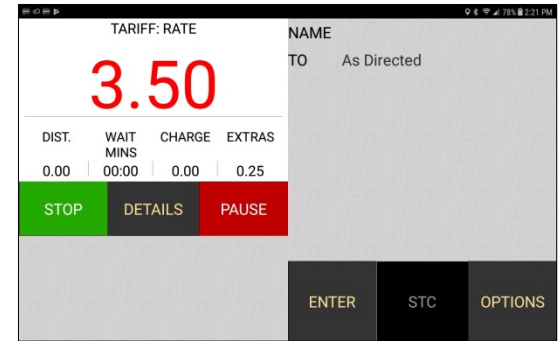 78% 2:21 PM
TARIFF: RATE
3.50
DIST. WAIT MINS CHARGE EXTRAS
0.00 00:00 0.00 0.25
STOP DETAILS PAUSE
NAME
TO As Directed
ENTER STC OPTIONS